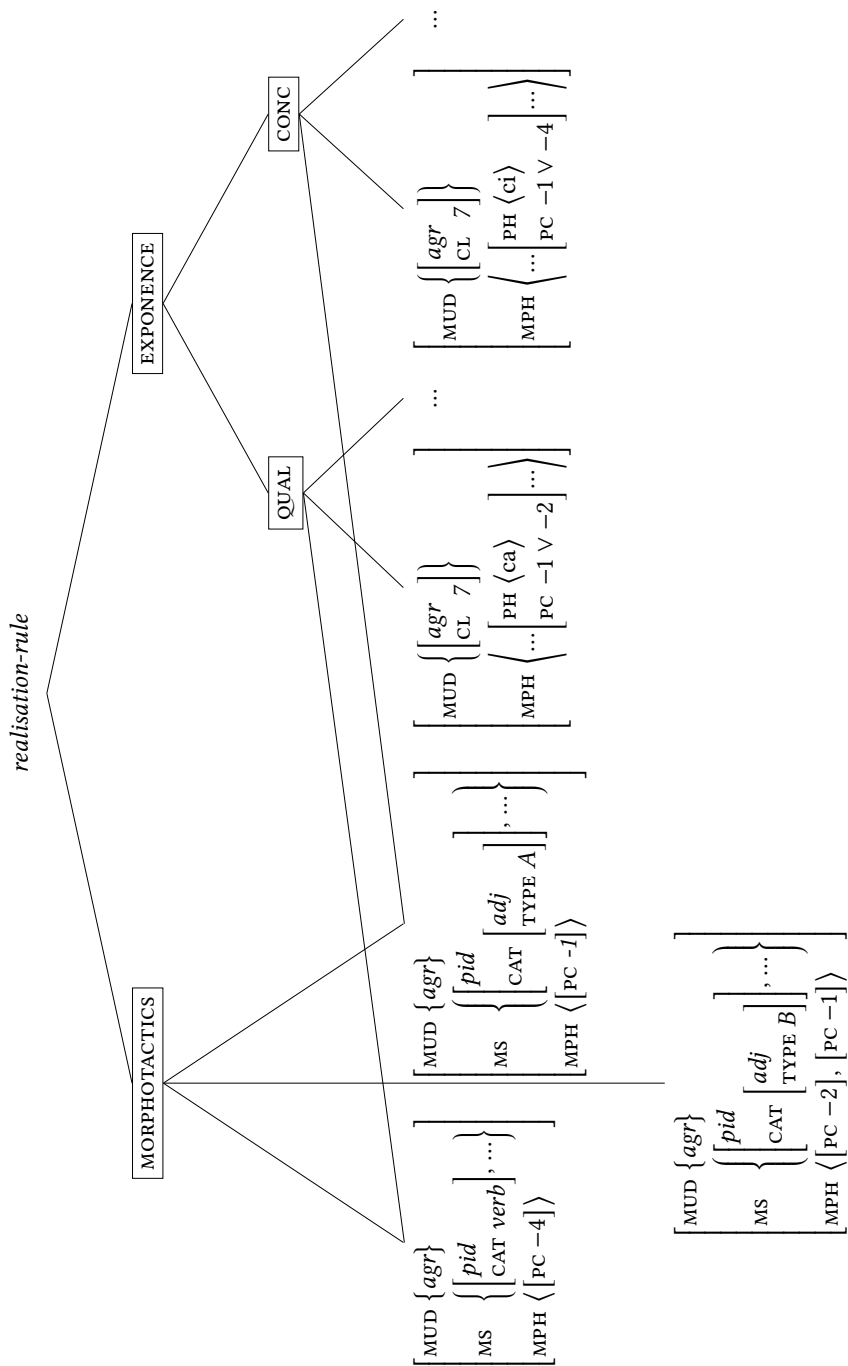 realisation-rule
MORPHOTACTICS
EXPONENCE
QUAL
CONC
MUD {agr}
MS {[pid
CAT verb], ...}
MPH ⟨[PC −4]⟩
MUD {agr}
MS {[pid
CAT [adj
TYPE A]], ...}
MPH ⟨[PC -1]⟩
MUD {[agr
CL 7]}
MPH ⟨... [PH ⟨ca⟩
PC −1 ∨ −2] ...⟩
...
MUD {[agr
CL 7]}
MPH ⟨... [PH ⟨ci⟩
PC −1 ∨ −4] ...⟩
...
MUD {agr}
MS {[pid
CAT [adj
TYPE B]], ...}
MPH ⟨[PC −2], [PC −1]⟩